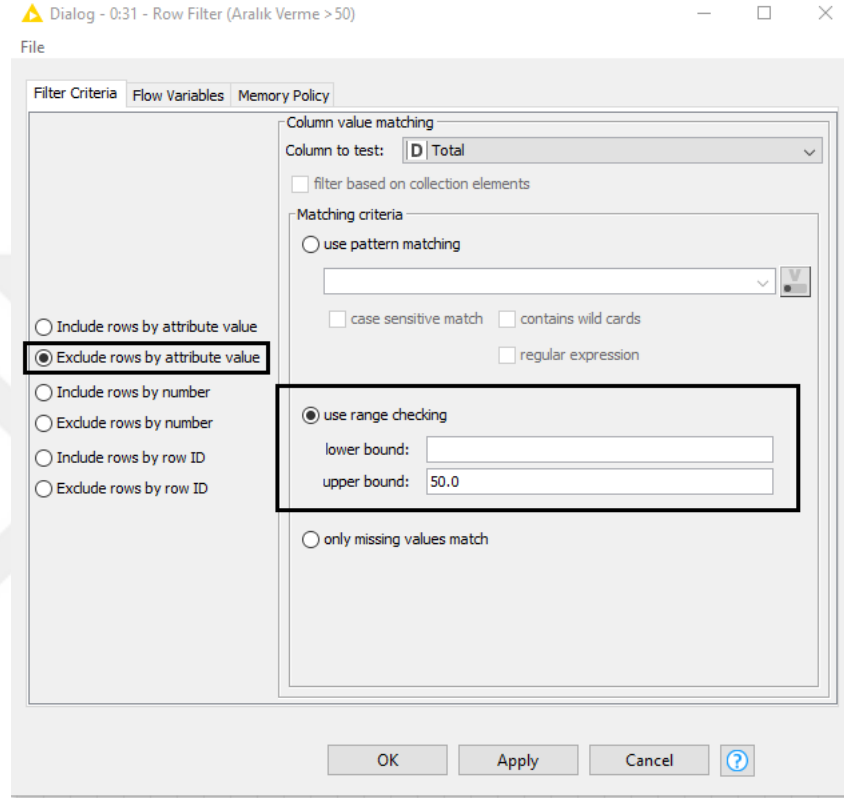 Dialog - 0:31 - Row Filter (Aralık Verme >50)
File
Filter Criteria Flow Variables Memory Policy
Column value matching
Column to test: D Total
filter based on collection elements
Matching criteria
use pattern matching
V
case sensitive match contains wild cards
regular expression
Include rows by attribute value
Exclude rows by attribute value
Include rows by number
Exclude rows by number
Include rows by row ID
Exclude rows by row ID
use range checking
lower bound:
upper bound: 50.0
only missing values match
OK Apply Cancel ?